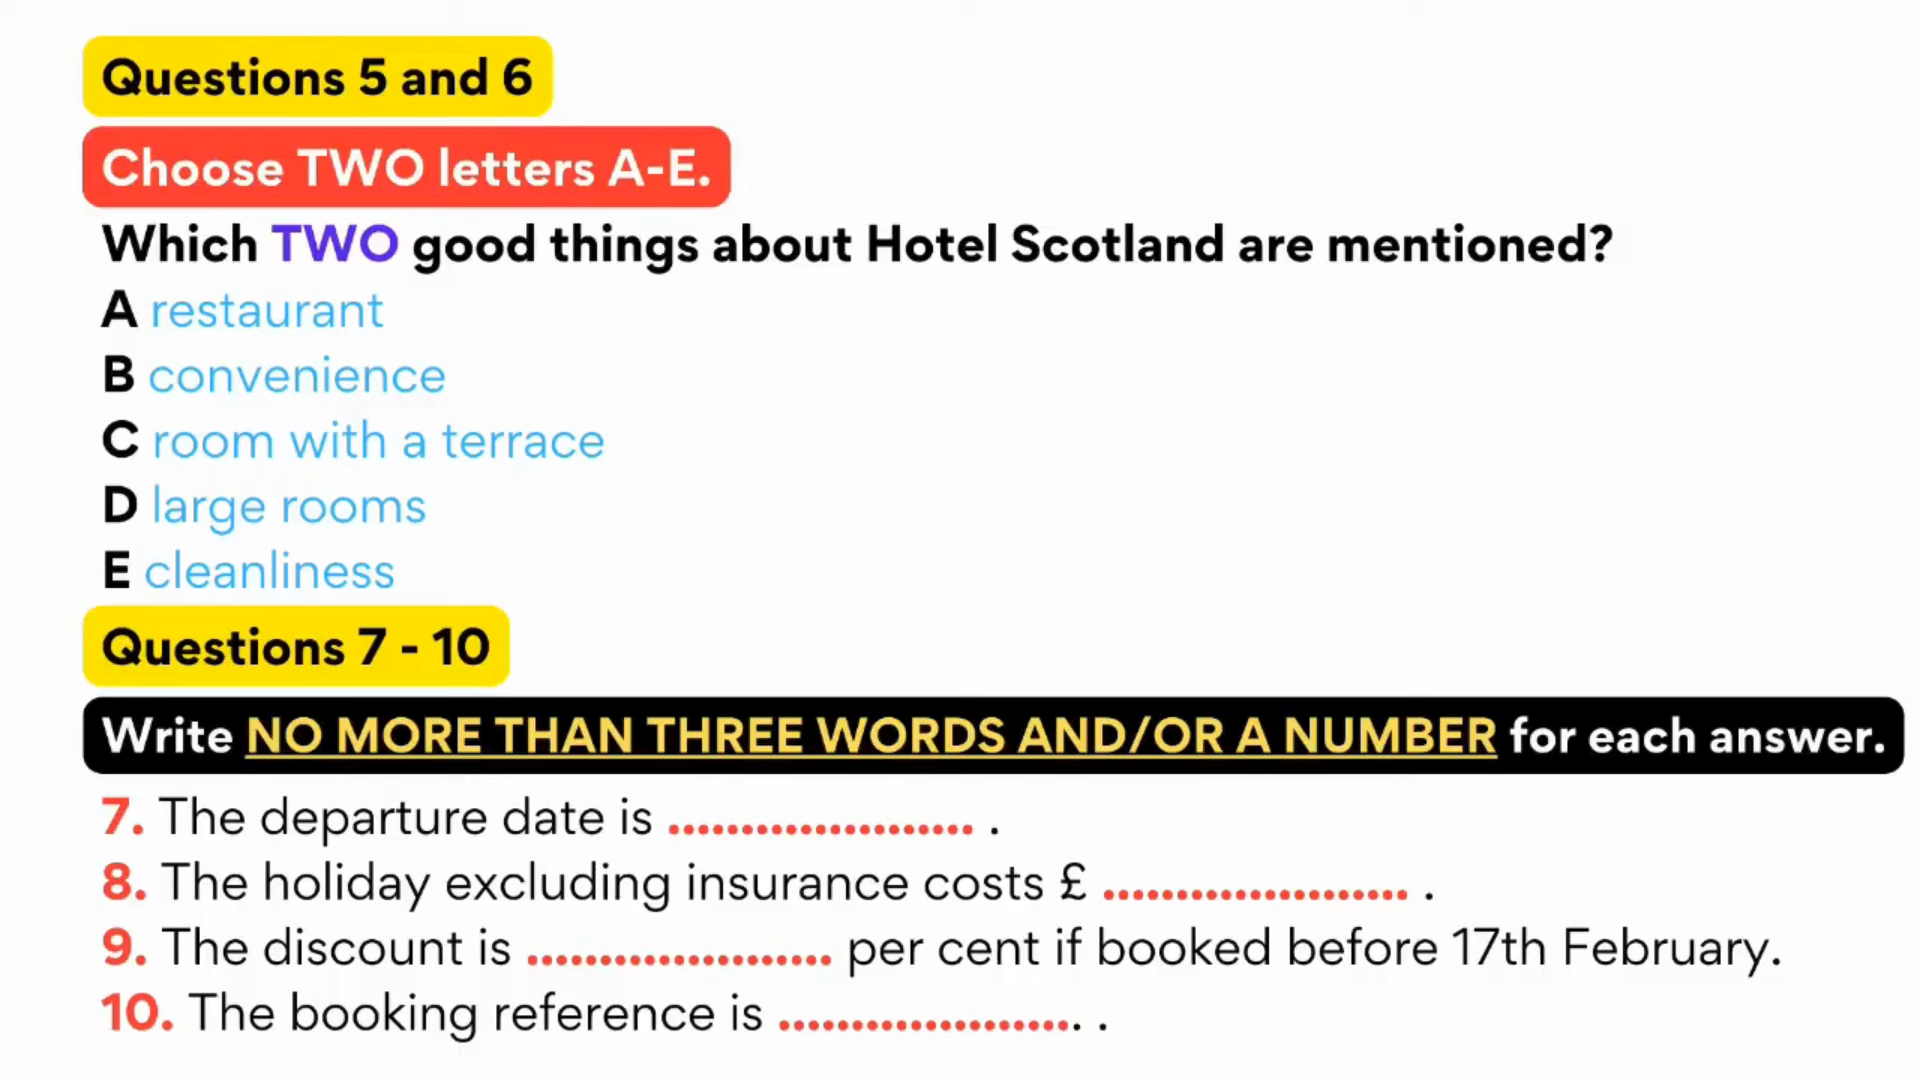 Questions 5 and 6
Choose TWO letters A-E.
Which TWO good things about Hotel Scotland are mentioned?
A restaurant
B convenience
C room with a terrace
D large rooms
E cleanliness
Questions 7 - 10
Write NO MORE THAN THREE WORDS AND/OR A NUMBER for each answer.
7. The departure date is ..................... .
8. The holiday excluding insurance costs £ ..................... .
9. The discount is ..................... per cent if booked before 17th February.
10. The booking reference is ..................... .